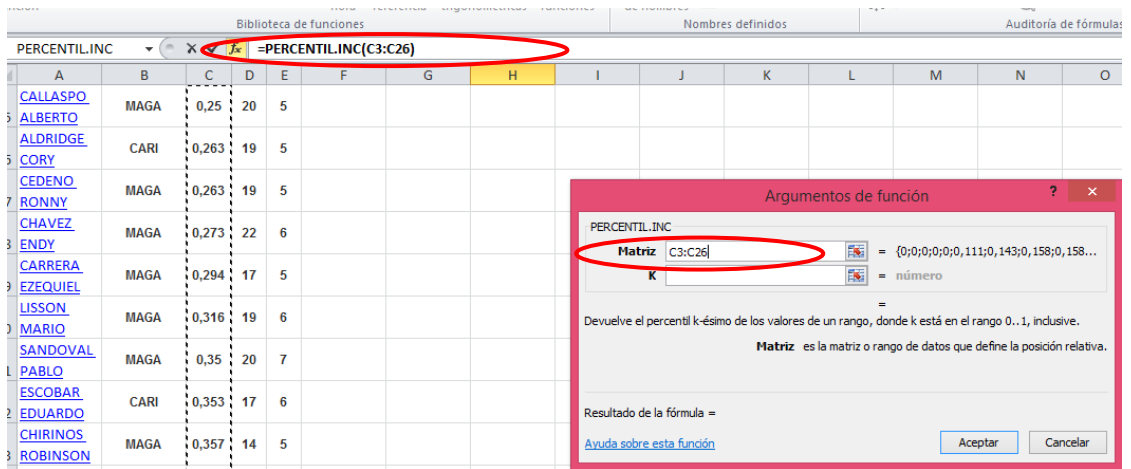 Biblioteca de funciones Nombres definidos Auditoría de fórmulas
PERCENTIL.INC fx =PERCENTIL.INC(C3:C26)
A B C D E F G H I J K L M N O
CALLASPO
ALBERTO MAGA 0,25 20 5
ALDRIDGE
CORY CARI 0,263 19 5
CEDENO
RONNY MAGA 0,263 19 5
CHAVEZ
ENDY MAGA 0,273 22 6
CARRERA
EZEQUIEL MAGA 0,294 17 5
LISSON
MARIO MAGA 0,316 19 6
SANDOVAL
PABLO MAGA 0,35 20 7
ESCOBAR
EDUARDO CARI 0,353 17 6
CHIRINOS
ROBINSON MAGA 0,357 14 5
Argumentos de función ? ×
PERCENTIL.INC
Matriz C3:C26 = {0;0;0;0;0;0,111;0,143;0,158;0,158...
K = número
=
Devuelve el percentil k-ésimo de los valores de un rango, donde k está en el rango 0..1, inclusive.
Matriz es la matriz o rango de datos que define la posición relativa.
Resultado de la fórmula =
Ayuda sobre esta función Aceptar Cancelar